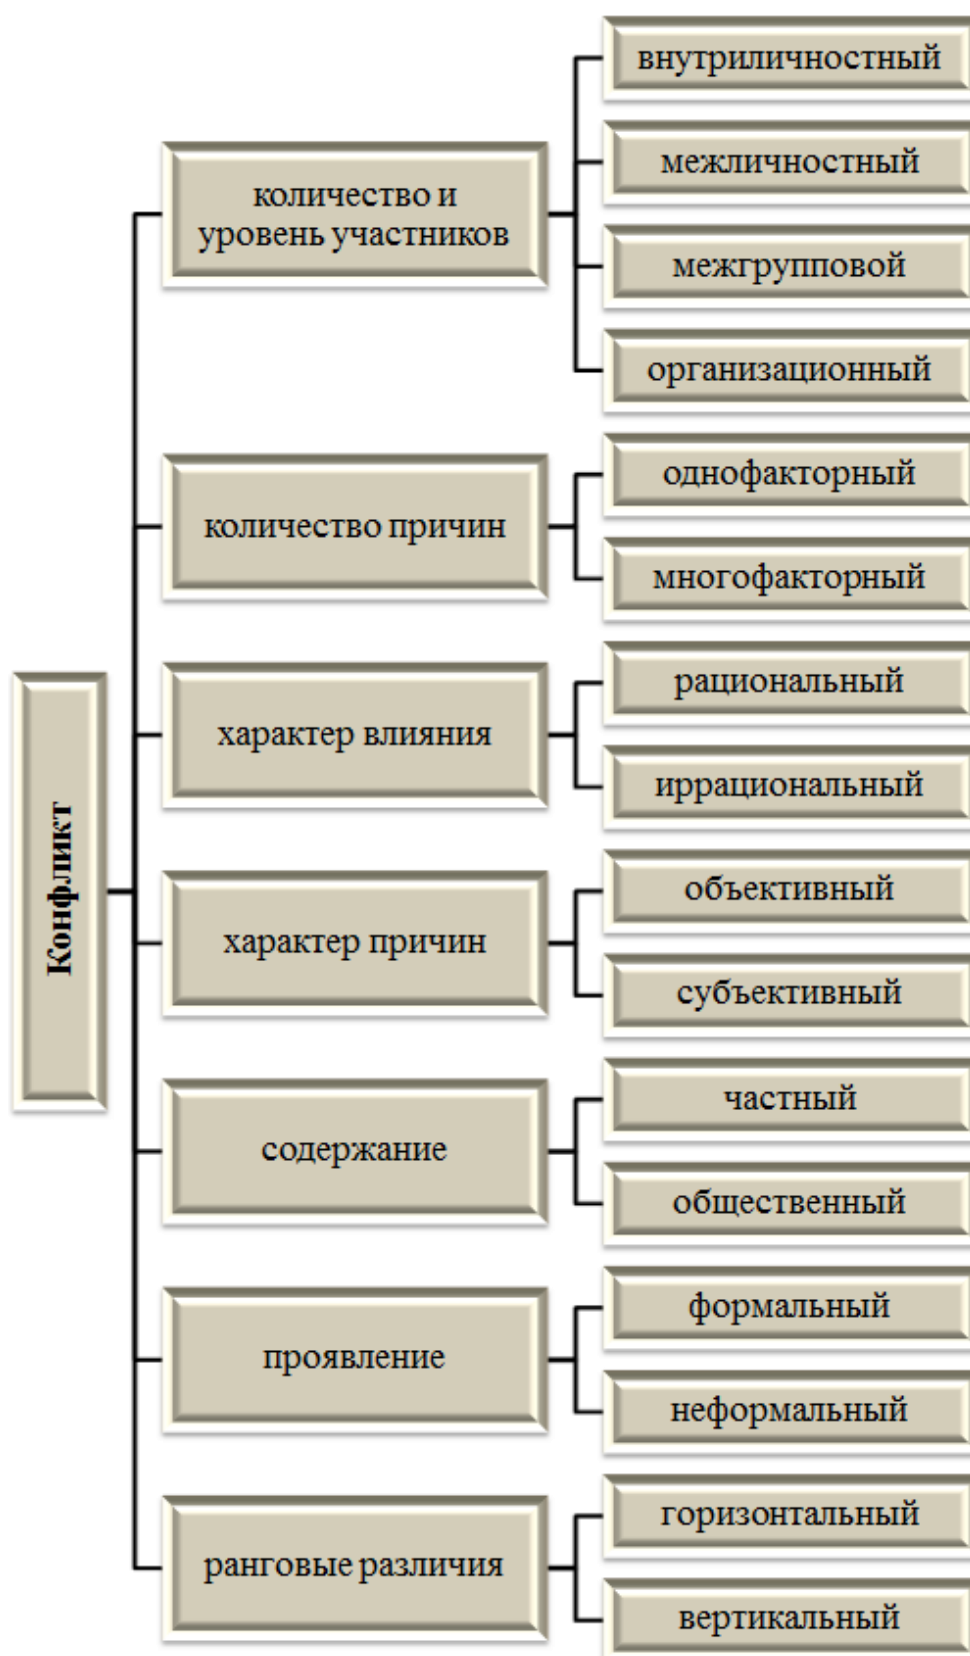 Конфликт
количество и
уровень участников
внутриличностный
межличностный
межгрупповой
организационный
количество причин
однофакторный
многофакторный
характер влияния
рациональный
иррациональный
характер причин
объективный
субъективный
содержание
частный
общественный
проявление
формальный
неформальный
ранговые различия
горизонтальный
вертикальный